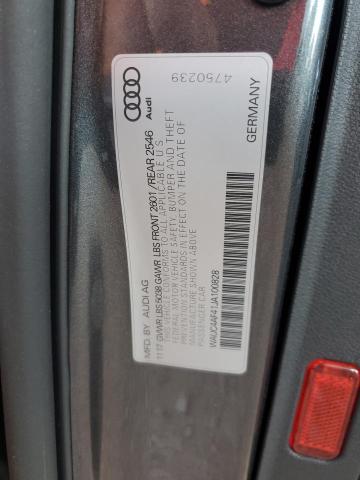 4750239
Audi
GERMANY
MFD. BY AUDI AG
11 17 GVWR LBS 5038 GAWR LBS FRONT 2601 /REAR 2546
THIS VEHICLE CONFORMS TO ALL APPLICABLE U S
FEDERAL MOTOR VEHICLE SAFETY, BUMPER AND THEFT
PREVENTION STANDARDS IN EFFECT ON THE DATE OF
MANUFACTURE SHOWN ABOVE
PASSENGER CAR
WAUC4AF41JA100828